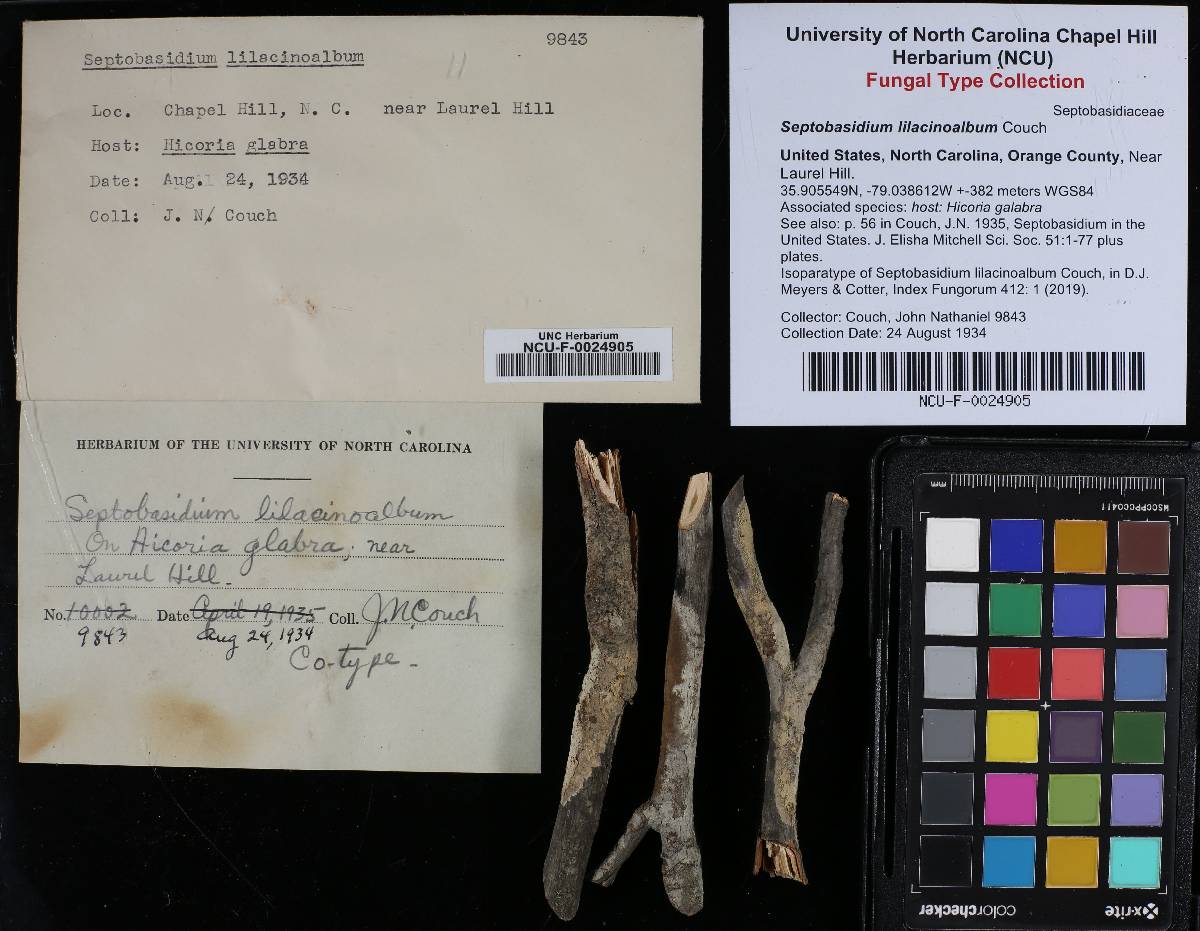 9843
Septobasidium lilacinoalbum
11
Loc. Chapel Hill, N. C. near Laurel Hill
Host: Hicoria glabra
Date: Aug. 24, 1934
Coll: J. N. Couch
UNC Herbarium
NCU-F-0024905
University of North Carolina Chapel Hill
Herbarium (NCU)
Fungal Type Collection
Septobasidiaceae
Septobasidium lilacinoalbum Couch
United States, North Carolina, Orange County, Near
Laurel Hill.
35.905549N, -79.038612W +-382 meters WGS84
Associated species: host: Hicoria galabra
See also: p. 56 in Couch, J.N. 1935, Septobasidium in the
United States. J. Elisha Mitchell Sci. Soc. 51:1-77 plus
plates.
Isoparatype of Septobasidium lilacinoalbum Couch, in D.J.
Meyers & Cotter, Index Fungorum 412: 1 (2019).
Collector: Couch, John Nathaniel 9843
Collection Date: 24 August 1934
NCU-F-0024905
HERBARIUM OF THE UNIVERSITY OF NORTH CAROLINA
Septobasidium lilacinoalbum
On Hicoria glabra, near
Laurel Hill.
No. 10002 Date April 19, 1935 Coll. J.N. Couch
9843 Aug 24, 1934
Co-type.
mm
MSCCPPCC0411
x-rite
colorchecker